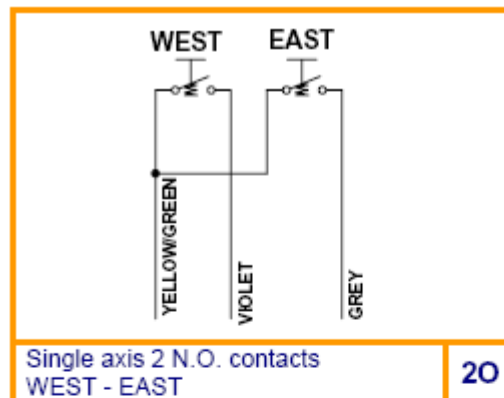 WEST EAST
YELLOW/GREEN
VIOLET
GREY
Single axis 2 N.O. contacts
WEST - EAST
2O